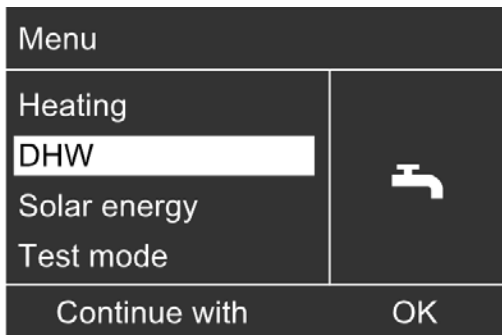 Menu
Heating
DHW
Solar energy
Test mode
Continue with OK